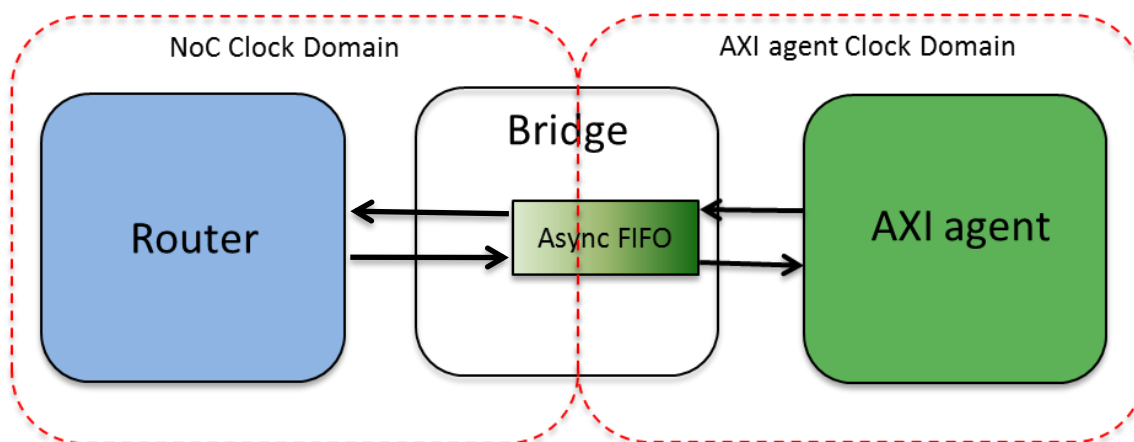 NoC Clock Domain
AXI agent Clock Domain
Bridge
Router
Async FIFO
AXI agent